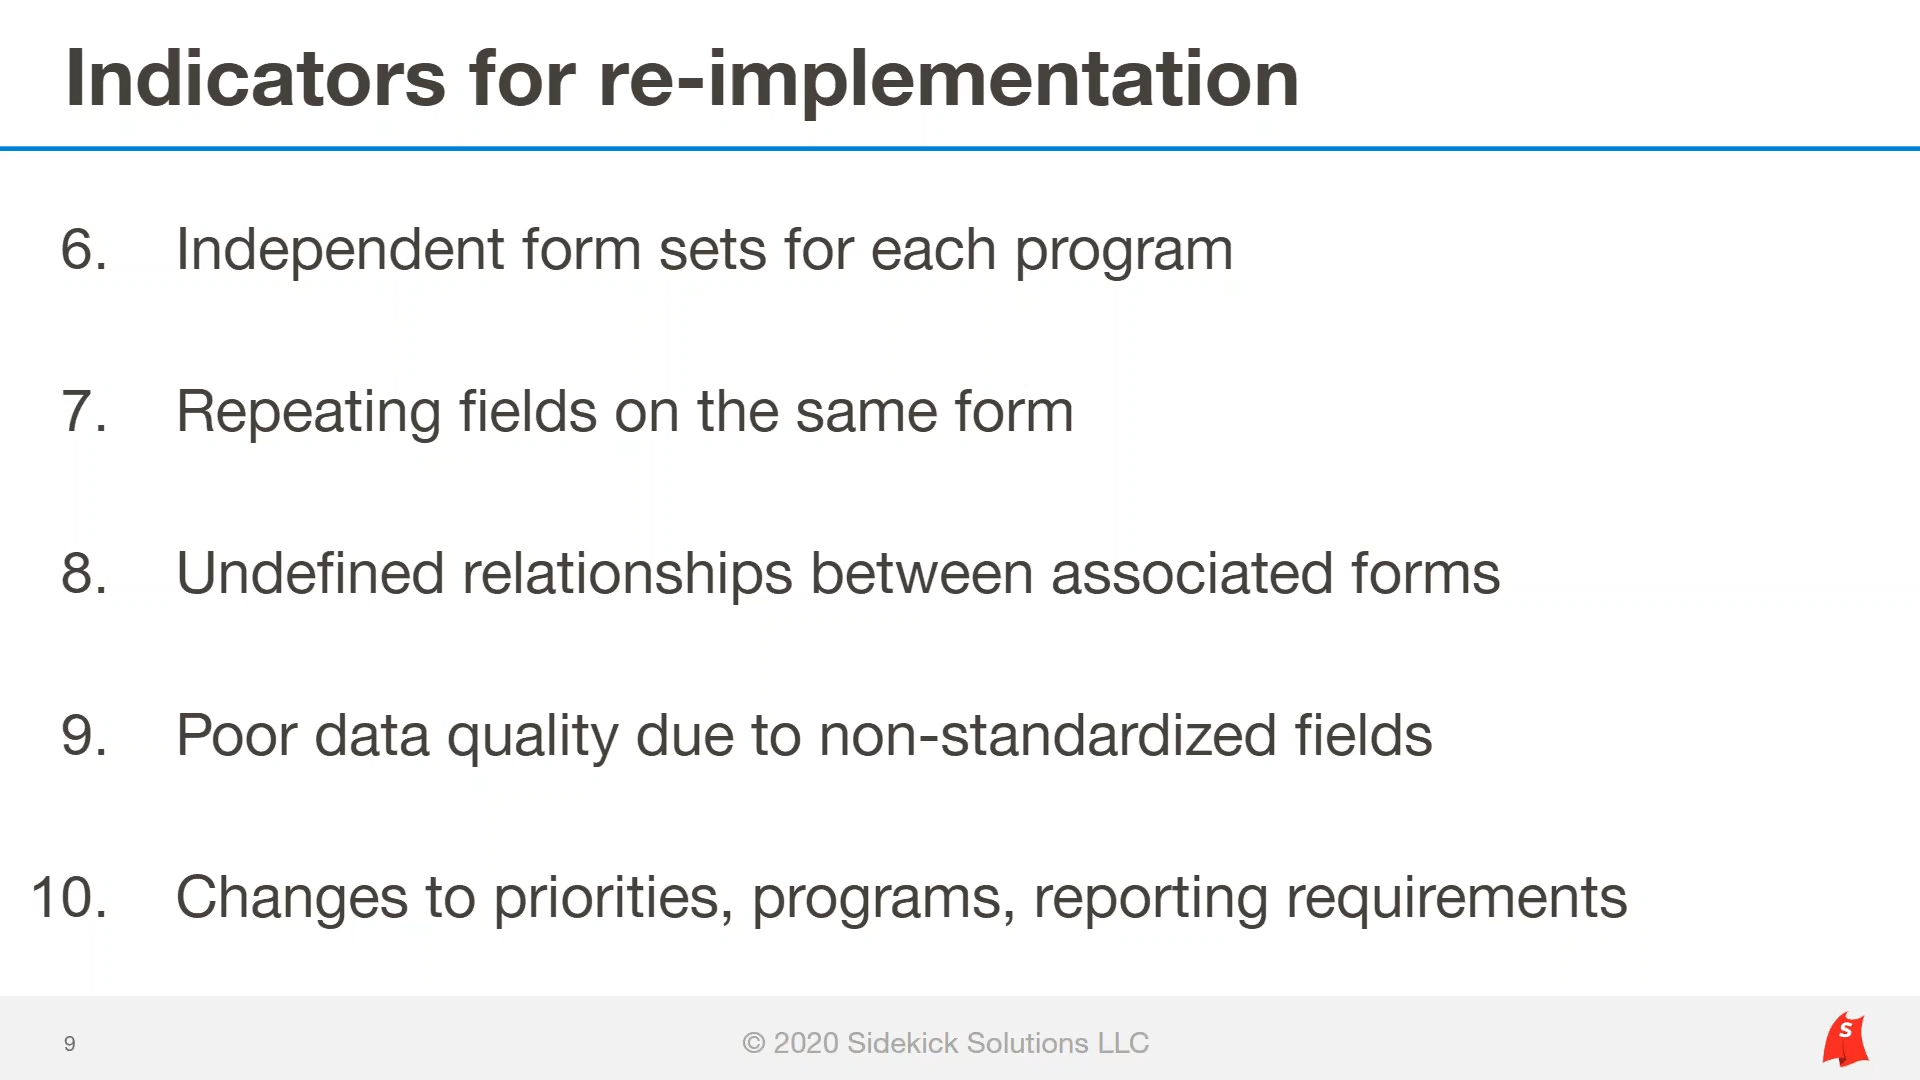 Indicators for re-implementation
6. Independent form sets for each program
7. Repeating fields on the same form
8. Undefined relationships between associated forms
9. Poor data quality due to non-standardized fields
10. Changes to priorities, programs, reporting requirements
9
© 2020 Sidekick Solutions LLC
S